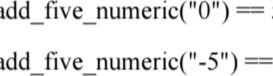 add_five_numeric("0") ==
add_five_numeric("-5") ==